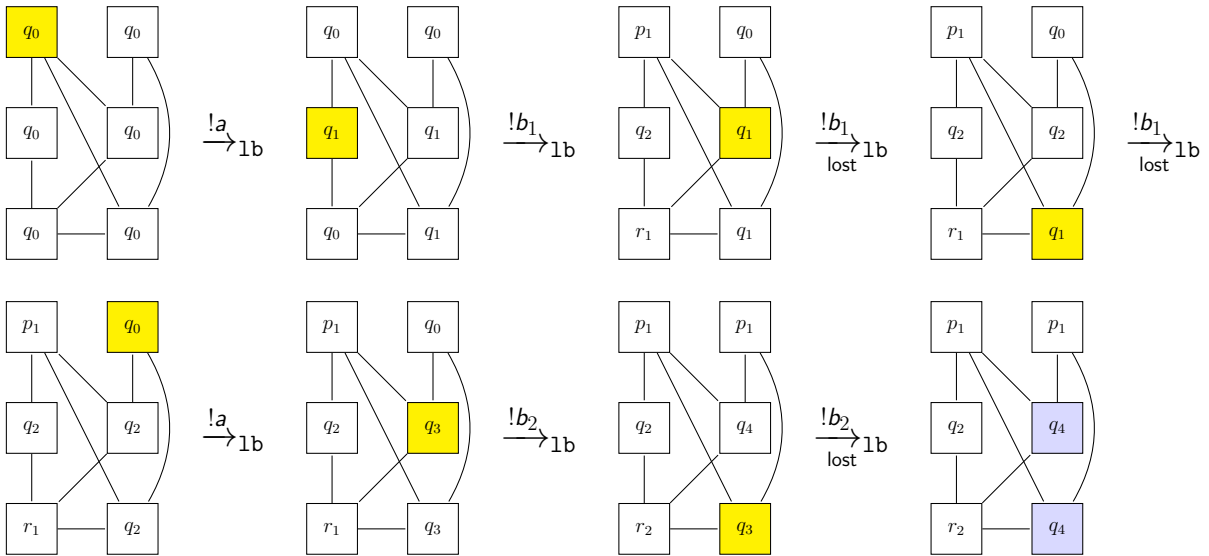 q₀ q₀ q₀ q₀ p₁ q₀ p₁ q₀
q₀ q₀ !a →lb q₁ q₁ !b₁ →lb q₂ q₁ !b₁ →lb lost q₂ q₂ !b₁ →lb lost
q₀ q₀ q₀ q₁ r₁ q₁ r₁ q₁
p₁ q₀ p₁ q₀ p₁ p₁ p₁ p₁
q₂ q₂ !a →lb q₂ q₃ !b₂ →lb q₂ q₄ !b₂ →lb lost q₂ q₄
r₁ q₂ r₁ q₃ r₂ q₃ r₂ q₄